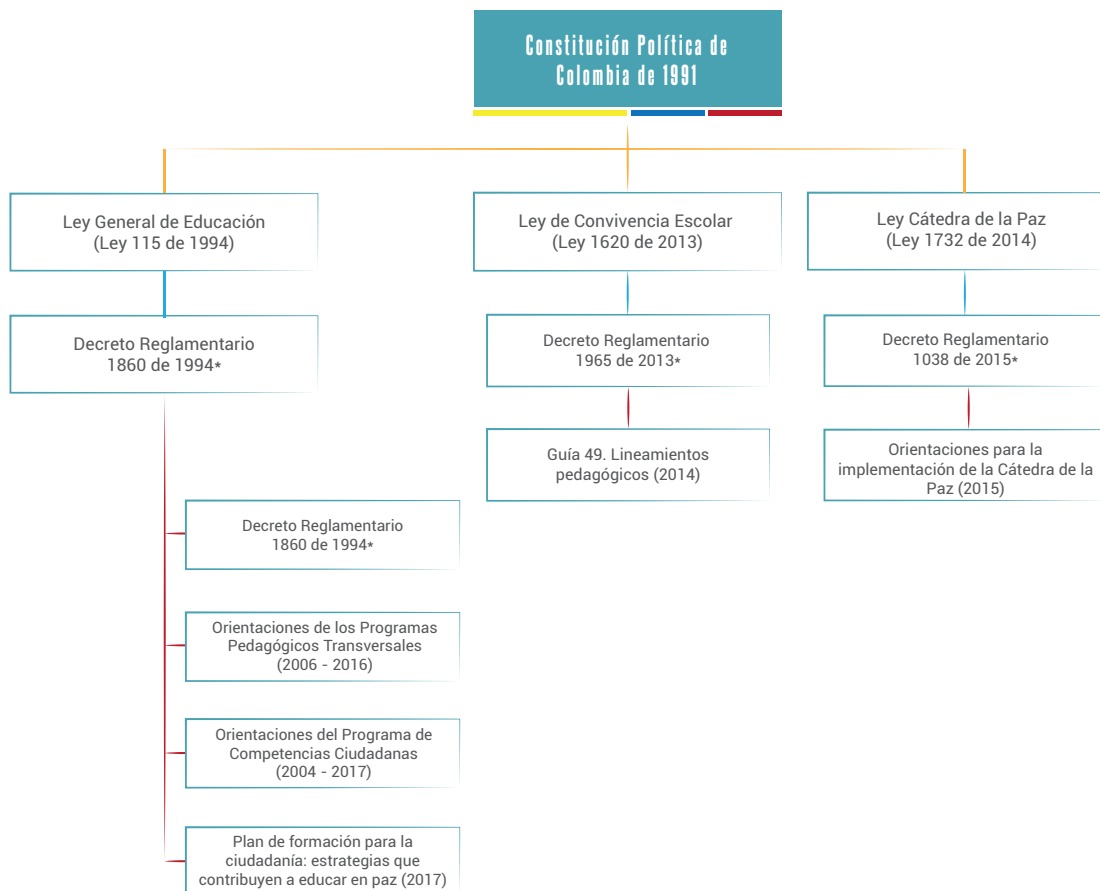 Constitución Política de
Colombia de 1991
Ley General de Educación
(Ley 115 de 1994)
Ley de Convivencia Escolar
(Ley 1620 de 2013)
Ley Cátedra de la Paz
(Ley 1732 de 2014)
Decreto Reglamentario
1860 de 1994*
Decreto Reglamentario
1965 de 2013*
Decreto Reglamentario
1038 de 2015*
Guía 49. Lineamientos
pedagógicos (2014)
Orientaciones para la
implementación de la Cátedra de la
Paz (2015)
Decreto Reglamentario
1860 de 1994*
Orientaciones de los Programas
Pedagógicos Transversales
(2006 - 2016)
Orientaciones del Programa de
Competencias Ciudadanas
(2004 - 2017)
Plan de formación para la
ciudadanía: estrategias que
contribuyen a educar en paz (2017)